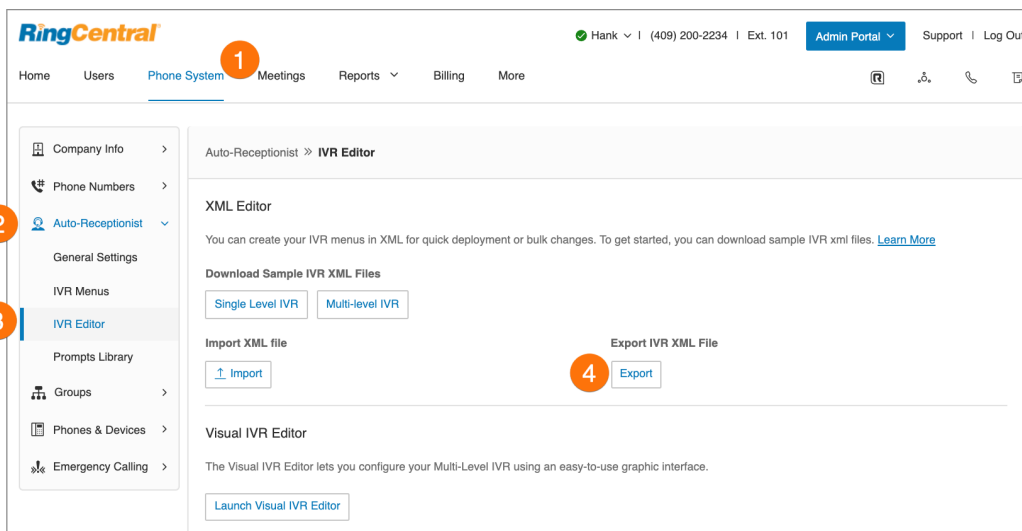 RingCentral
Hank | (409) 200-2234 | Ext. 101 Admin Portal Support | Log Out
1
Home Users Phone System Meetings Reports Billing More
Company Info
Auto-Receptionist » IVR Editor
Phone Numbers
XML Editor
2 Auto-Receptionist
You can create your IVR menus in XML for quick deployment or bulk changes. To get started, you can download sample IVR xml files. Learn More
General Settings
Download Sample IVR XML Files
IVR Menus
Single Level IVR Multi-level IVR
3 IVR Editor
Import XML file Export IVR XML File
Prompts Library
Import 4 Export
Groups
Phones & Devices
Visual IVR Editor
Emergency Calling
The Visual IVR Editor lets you configure your Multi-Level IVR using an easy-to-use graphic interface.
Launch Visual IVR Editor